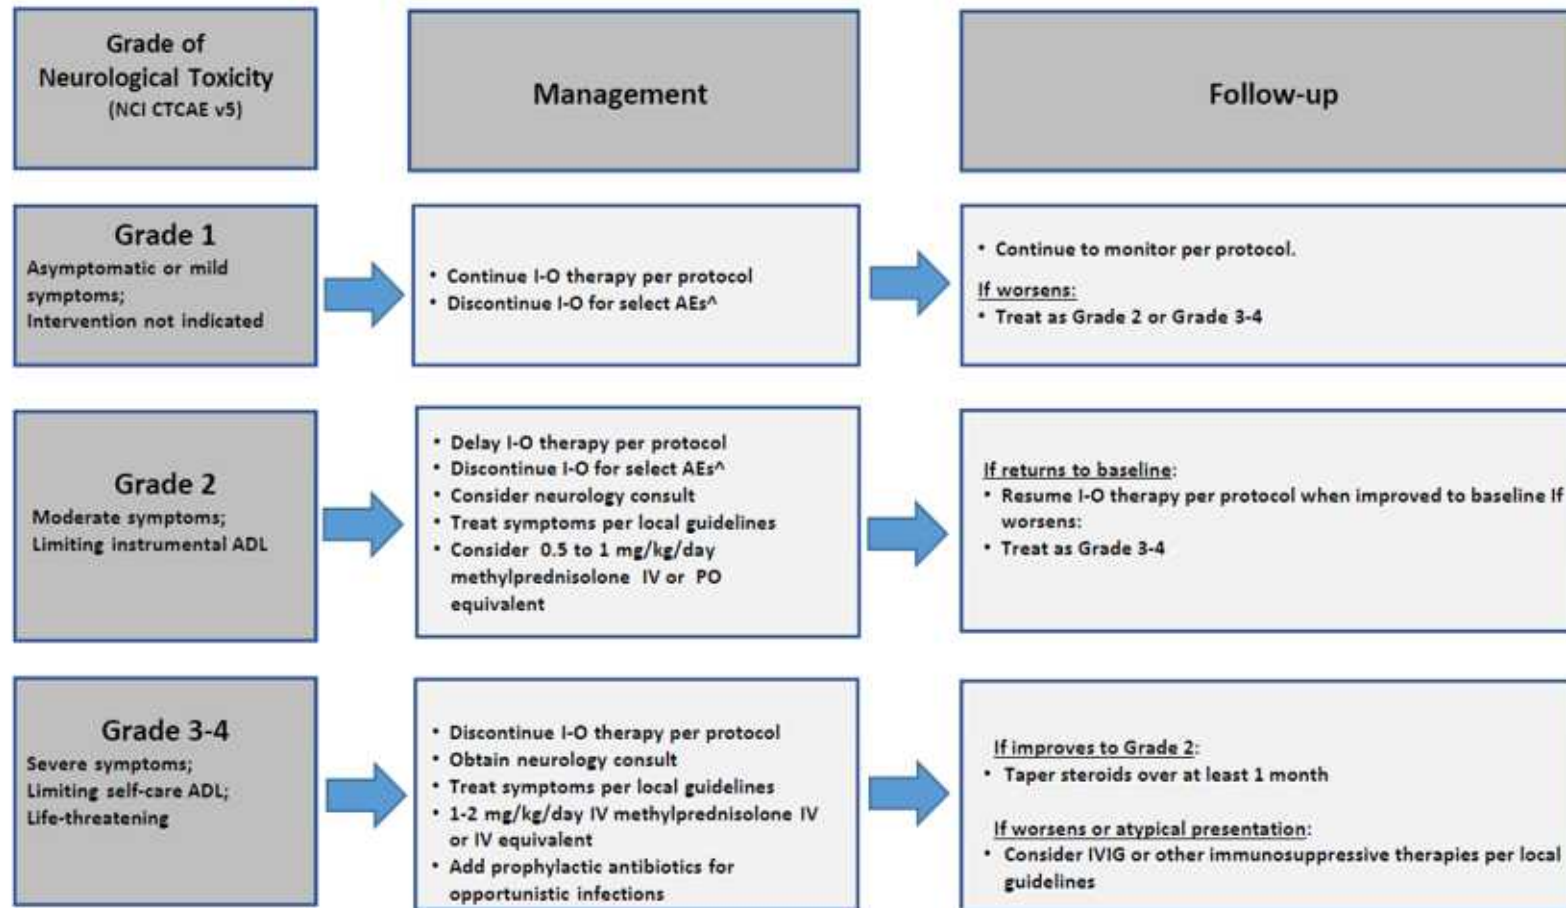 Grade of
Neurological Toxicity
(NCI CTCAE v5)
Management
Follow-up
Grade 1
Asymptomatic or mild
symptoms;
Intervention not indicated
• Continue I-O therapy per protocol
• Discontinue I-O for select AEs^
• Continue to monitor per protocol.
If worsens:
• Treat as Grade 2 or Grade 3-4
Grade 2
Moderate symptoms;
Limiting instrumental ADL
• Delay I-O therapy per protocol
• Discontinue I-O for select AEs^
• Consider neurology consult
• Treat symptoms per local guidelines
• Consider 0.5 to 1 mg/kg/day
methylprednisolone IV or PO
equivalent
If returns to baseline:
• Resume I-O therapy per protocol when improved to baseline If
worsens:
• Treat as Grade 3-4
Grade 3-4
Severe symptoms;
Limiting self-care ADL;
Life-threatening
• Discontinue I-O therapy per protocol
• Obtain neurology consult
• Treat symptoms per local guidelines
• 1-2 mg/kg/day IV methylprednisolone IV
or IV equivalent
• Add prophylactic antibiotics for
opportunistic infections
If improves to Grade 2:
• Taper steroids over at least 1 month
If worsens or atypical presentation:
• Consider IVIG or other immunosuppressive therapies per local
guidelines